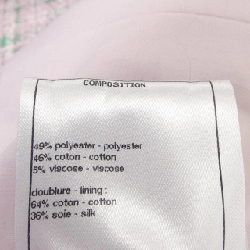 COMPOSITION
49% polyester - polyester
46% coton - cotton
5% viscose - viscose
doublure - lining :
64% coton - cotton
36% soie - silk